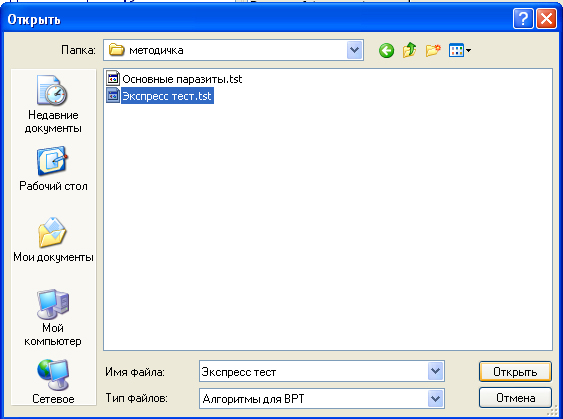 Открыть
Папка: методичка
Основные паразиты.tst
Экспресс тест.tst
Недавние
документы
Рабочий стол
Мои документы
Мой
компьютер
Сетевое
Имя файла: Экспресс тест Открыть
Тип файлов: Алгоритмы для ВРТ Отмена